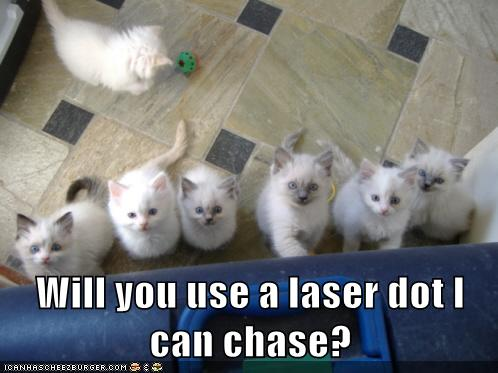 Will you use a laser dot I
can chase?
ICANHASCHEEZBURGER.COM